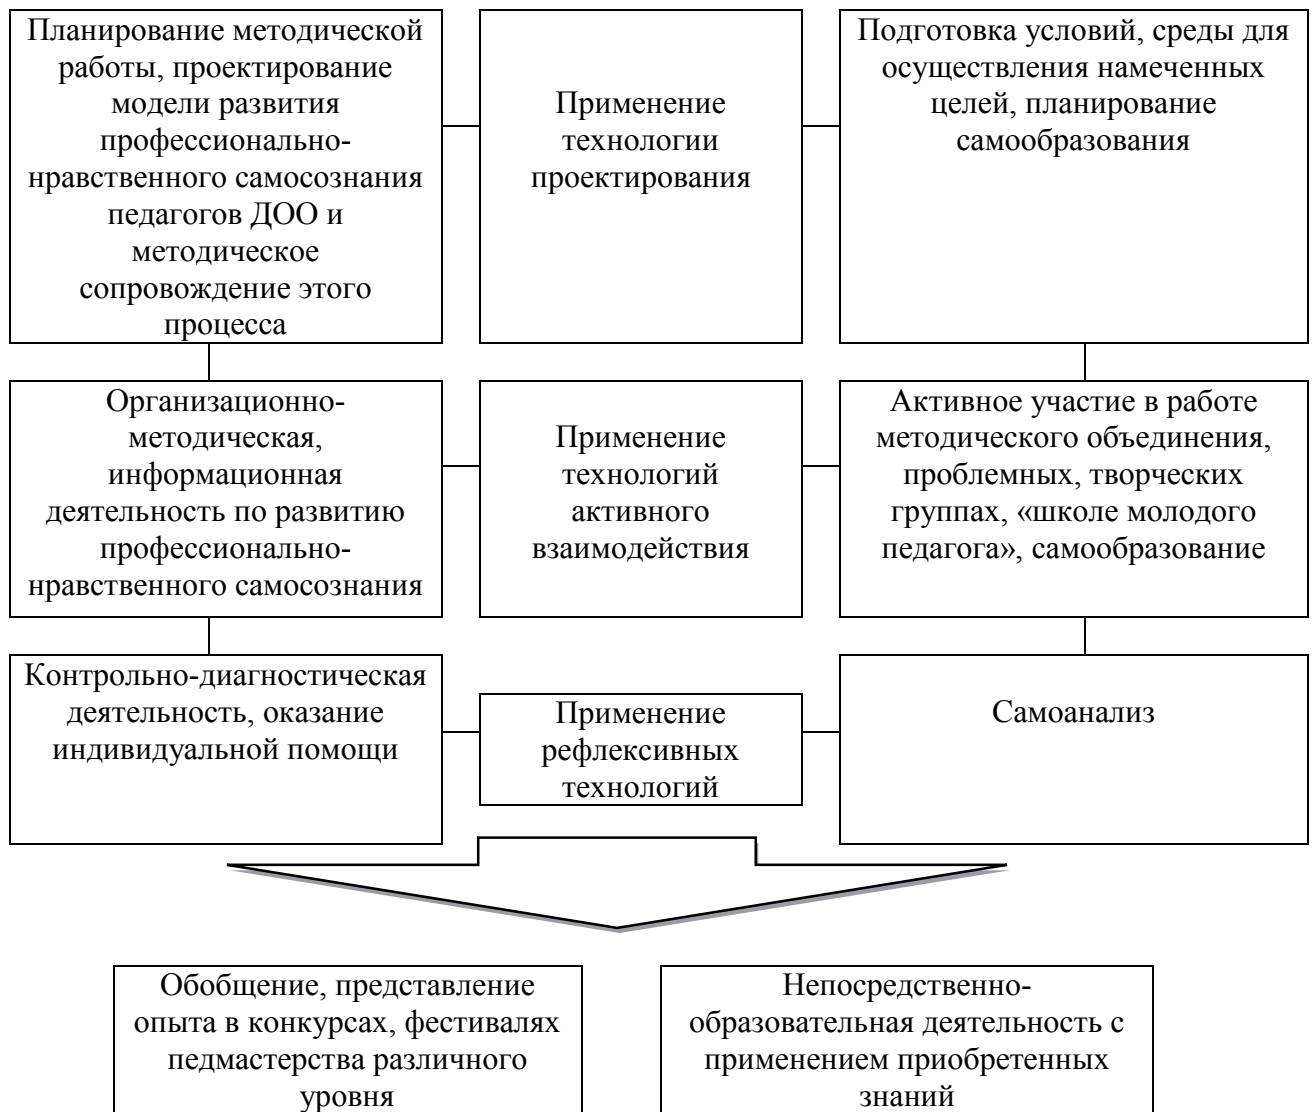 Планирование методической
работы, проектирование
модели развития
профессионально-
нравственного самосознания
педагогов ДОО и
методическое
сопровождение этого
процесса
Применение
технологии
проектирования
Подготовка условий, среды для
осуществления намеченных
целей, планирование
самообразования
Организационно-
методическая,
информационная
деятельность по развитию
профессионально-
нравственного самосознания
Применение
технологий
активного
взаимодействия
Активное участие в работе
методического объединения,
проблемных, творческих
группах, «школе молодого
педагога», самообразование
Контрольно-диагностическая
деятельность, оказание
индивидуальной помощи
Применение
рефлексивных
технологий
Самоанализ
Обобщение, представление
опыта в конкурсах, фестивалях
педмастерства различного
уровня
Непосредственно-
образовательная деятельность с
применением приобретенных
знаний